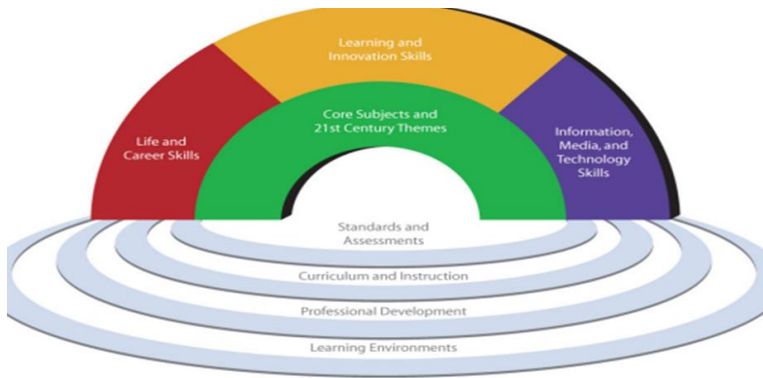 Learning and
Innovation Skills
Core Subjects and
21st Century Themes
Life and
Career Skills
Information,
Media, and
Technology
Skills
Standards and
Assessments
Curriculum and Instruction
Professional Development
Learning Environments